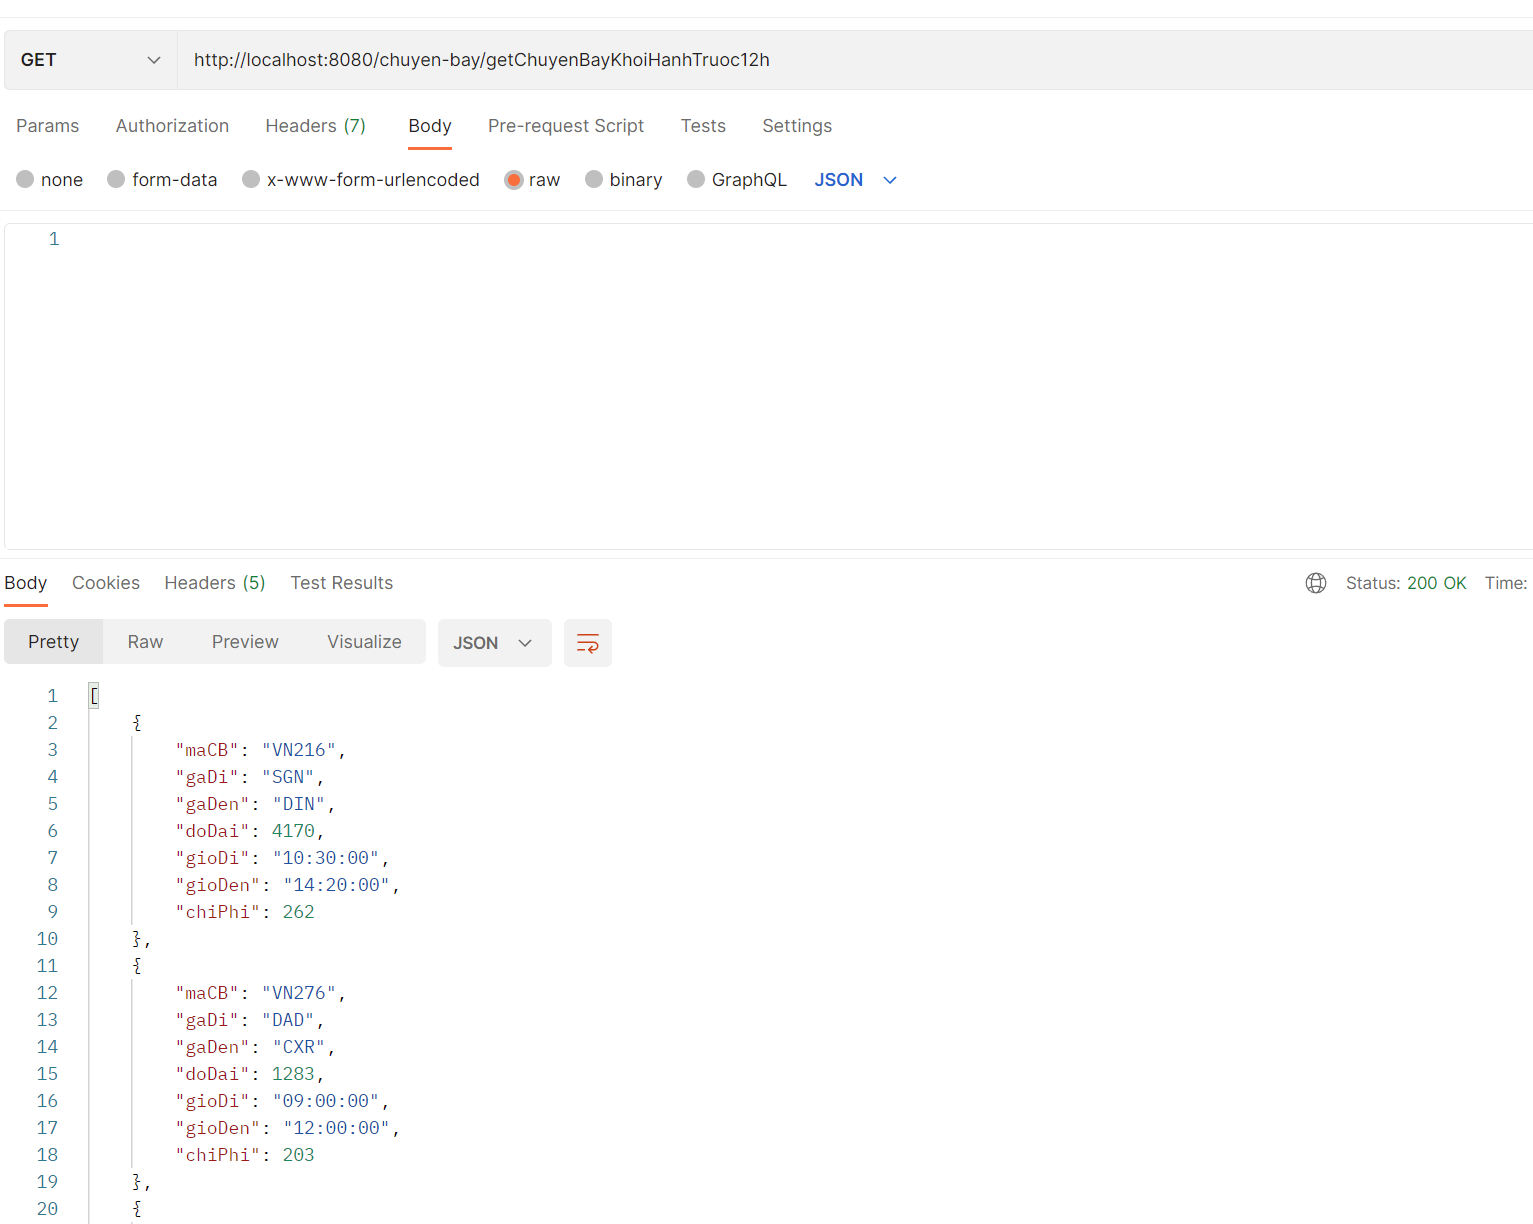 GET http://localhost:8080/chuyen-bay/getChuyenBayKhoiHanhTruoc12h
Params Authorization Headers (7) Body Pre-request Script Tests Settings
none form-data x-www-form-urlencoded raw binary GraphQL JSON
1
Body Cookies Headers (5) Test Results Status: 200 OK Time:
Pretty Raw Preview Visualize JSON
1 [
2 {
3 "maCB": "VN216",
4 "gaDi": "SGN",
5 "gaDen": "DIN",
6 "doDai": 4170,
7 "gioDi": "10:30:00",
8 "gioDen": "14:20:00",
9 "chiPhi": 262
10 },
11 {
12 "maCB": "VN276",
13 "gaDi": "DAD",
14 "gaDen": "CXR",
15 "doDai": 1283,
16 "gioDi": "09:00:00",
17 "gioDen": "12:00:00",
18 "chiPhi": 203
19 },
20 {